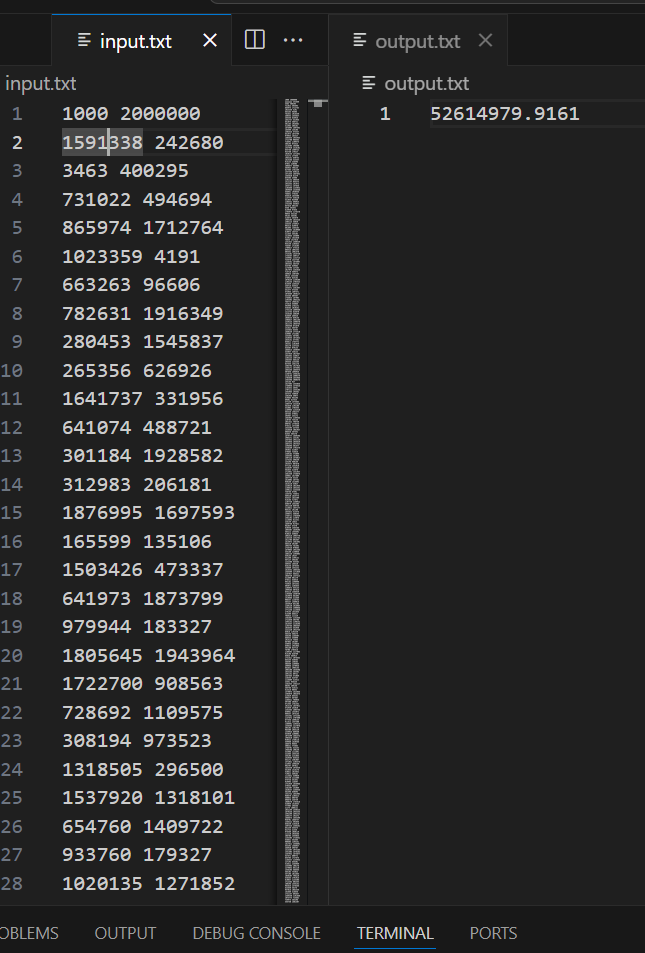 input.txt
output.txt
input.txt
output.txt
1 1000 2000000
2 1591338 242680
3 3463 400295
4 731022 494694
5 865974 1712764
6 1023359 4191
7 663263 96606
8 782631 1916349
9 280453 1545837
10 265356 626926
11 1641737 331956
12 641074 488721
13 301184 1928582
14 312983 206181
15 1876995 1697593
16 165599 135106
17 1503426 473337
18 641973 1873799
19 979944 183327
20 1805645 1943964
21 1722700 908563
22 728692 1109575
23 308194 973523
24 1318505 296500
25 1537920 1318101
26 654760 1409722
27 933760 179327
28 1020135 1271852
1 52614979.9161
OBLEMS OUTPUT DEBUG CONSOLE TERMINAL PORTS